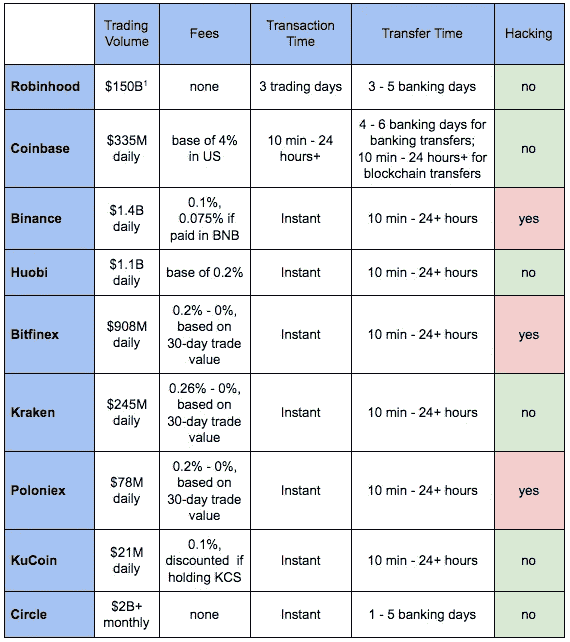 Trading
Volume
Fees
Transaction
Time
Transfer Time
Hacking
Robinhood
$150B¹
none
3 trading days
3 - 5 banking days
no
Coinbase
$335M
daily
base of 4%
in US
10 min - 24
hours+
4 - 6 banking days for
banking transfers;
10 min - 24 hours+ for
blockchain transfers
no
Binance
$1.4B
daily
0.1%,
0.075% if
paid in BNB
Instant
10 min - 24+ hours
yes
Huobi
$1.1B
daily
base of 0.2%
Instant
10 min - 24+ hours
no
Bitfinex
$908M
daily
0.2% - 0%,
based on
30-day trade
value
Instant
10 min - 24+ hours
yes
Kraken
$245M
daily
0.26% - 0%,
based on
30-day trade
value
Instant
10 min - 24+ hours
no
Poloniex
$78M
daily
0.2% - 0%,
based on
30-day trade
value
Instant
10 min - 24+ hours
yes
KuCoin
$21M
daily
0.1%,
discounted if
holding KCS
Instant
10 min - 24+ hours
no
Circle
$2B+
monthly
none
Instant
1 - 5 banking days
no